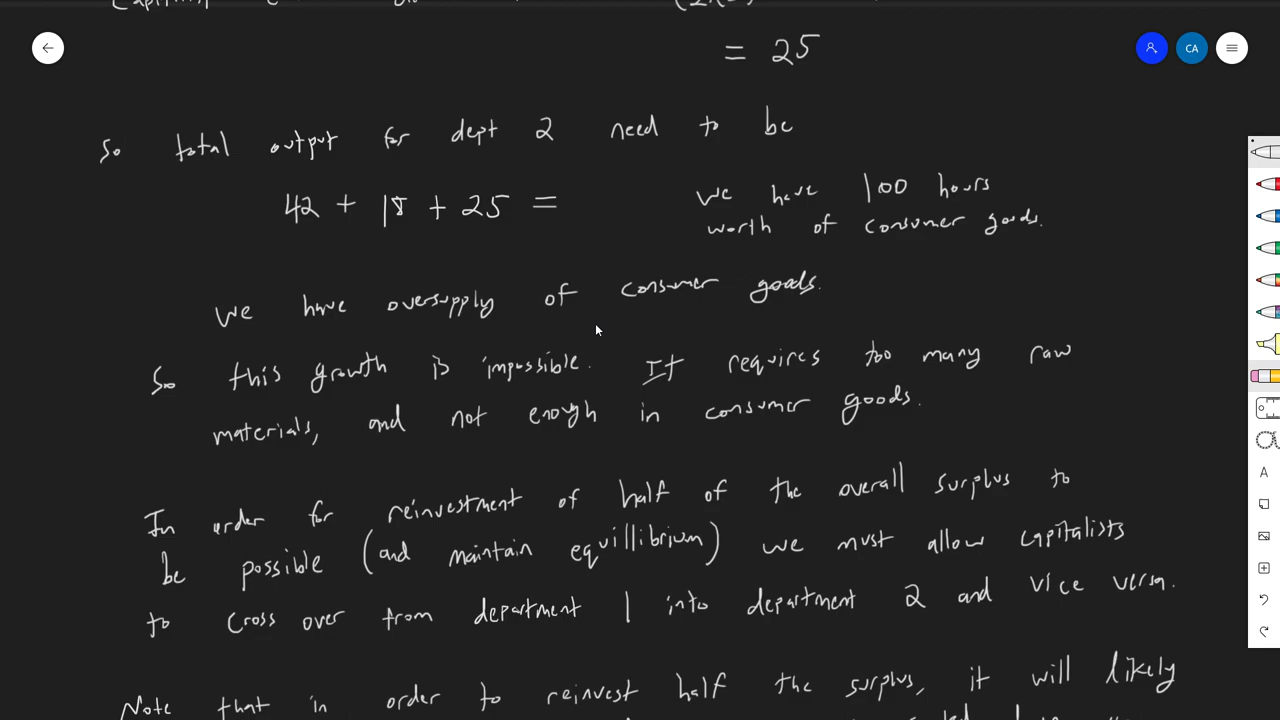 = 25
CA
So total output for dept 2 need to be
42 + 18 + 25 =
We have 100 hours
worth of consumer goods.
We have oversupply of consumer goods.
So this growth is impossible. It requires too many raw
materials, and not enough in consumer goods.
In order for reinvestment of half of the overall surplus to
be possible (and maintain equillibrium) we must allow capitalists
to cross over from department 1 into department 2 and vice versa.
Note that in order to reinvest half the surplus, it will likely